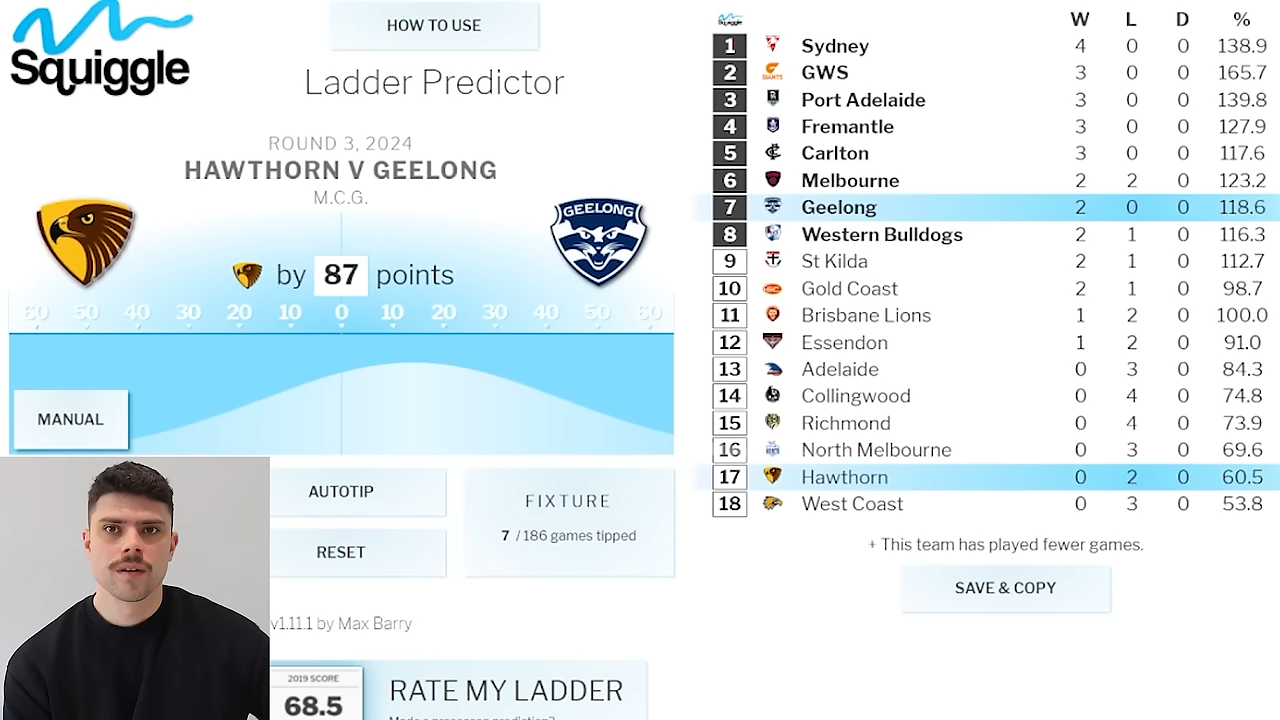 Squiggle
HOW TO USE
Ladder Predictor
ROUND 3, 2024
HAWTHORN V GEELONG
M.C.G.
GEELONG
by 87 points
60 50 40 30 20 10 0 10 20 30 40 50 60
MANUAL
AUTOTIP
RESET
FIXTURE
7 / 186 games tipped
v1.11.1 by Max Barry
2019 SCORE
68.5
RATE MY LADDER
Squiggle W L D %
1 Sydney 4 0 0 138.9
2 GIANTS GWS 3 0 0 165.7
3 Port Adelaide 3 0 0 139.8
4 Fremantle 3 0 0 127.9
5 Carlton 3 0 0 117.6
6 Melbourne 2 2 0 123.2
7 Geelong 2 0 0 118.6
8 Western Bulldogs 2 1 0 116.3
9 St Kilda 2 1 0 112.7
10 Gold Coast 2 1 0 98.7
11 Brisbane Lions 1 2 0 100.0
12 Essendon 1 2 0 91.0
13 Adelaide 0 3 0 84.3
14 Collingwood 0 4 0 74.8
15 Richmond 0 4 0 73.9
16 North Melbourne 0 3 0 69.6
17 Hawthorn 0 2 0 60.5
18 West Coast 0 3 0 53.8
+ This team has played fewer games.
SAVE & COPY